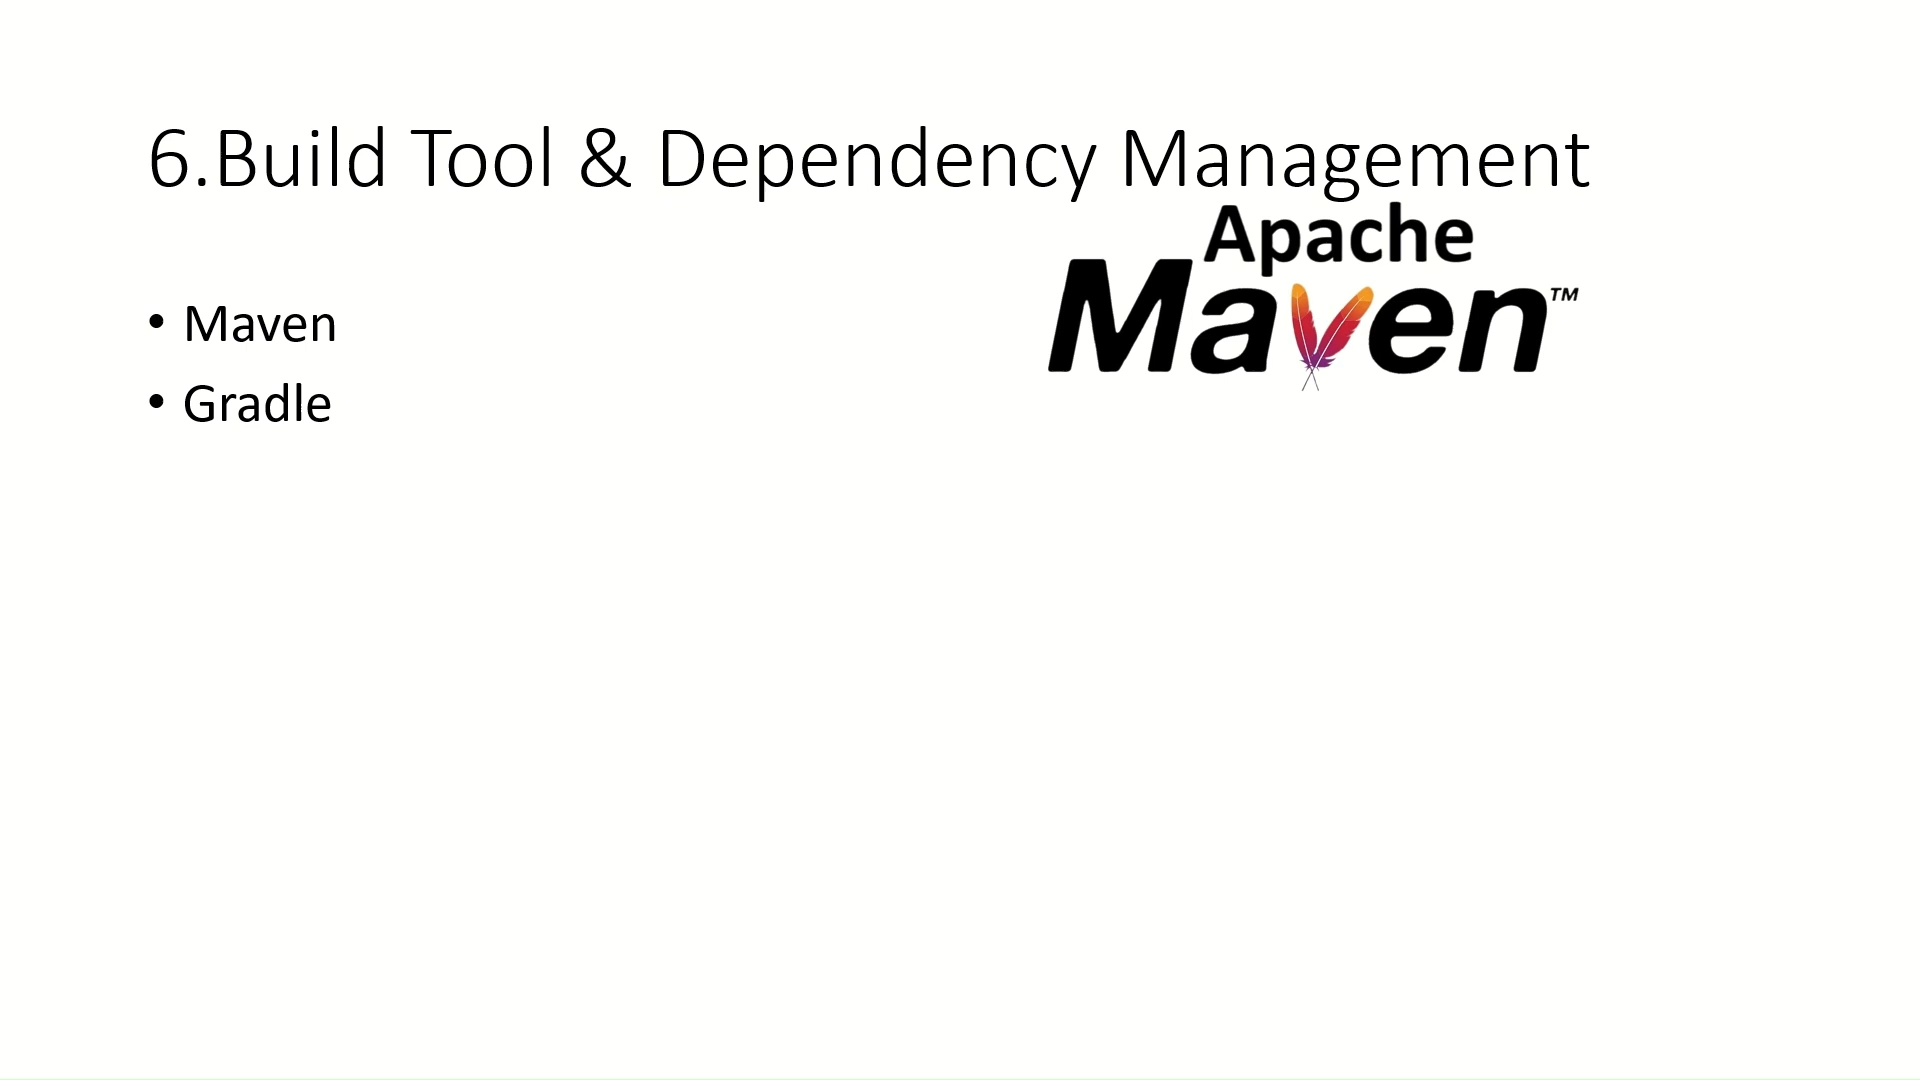 6.Build Tool & Dependency Management
Apache
Maven™
• Maven
• Gradle